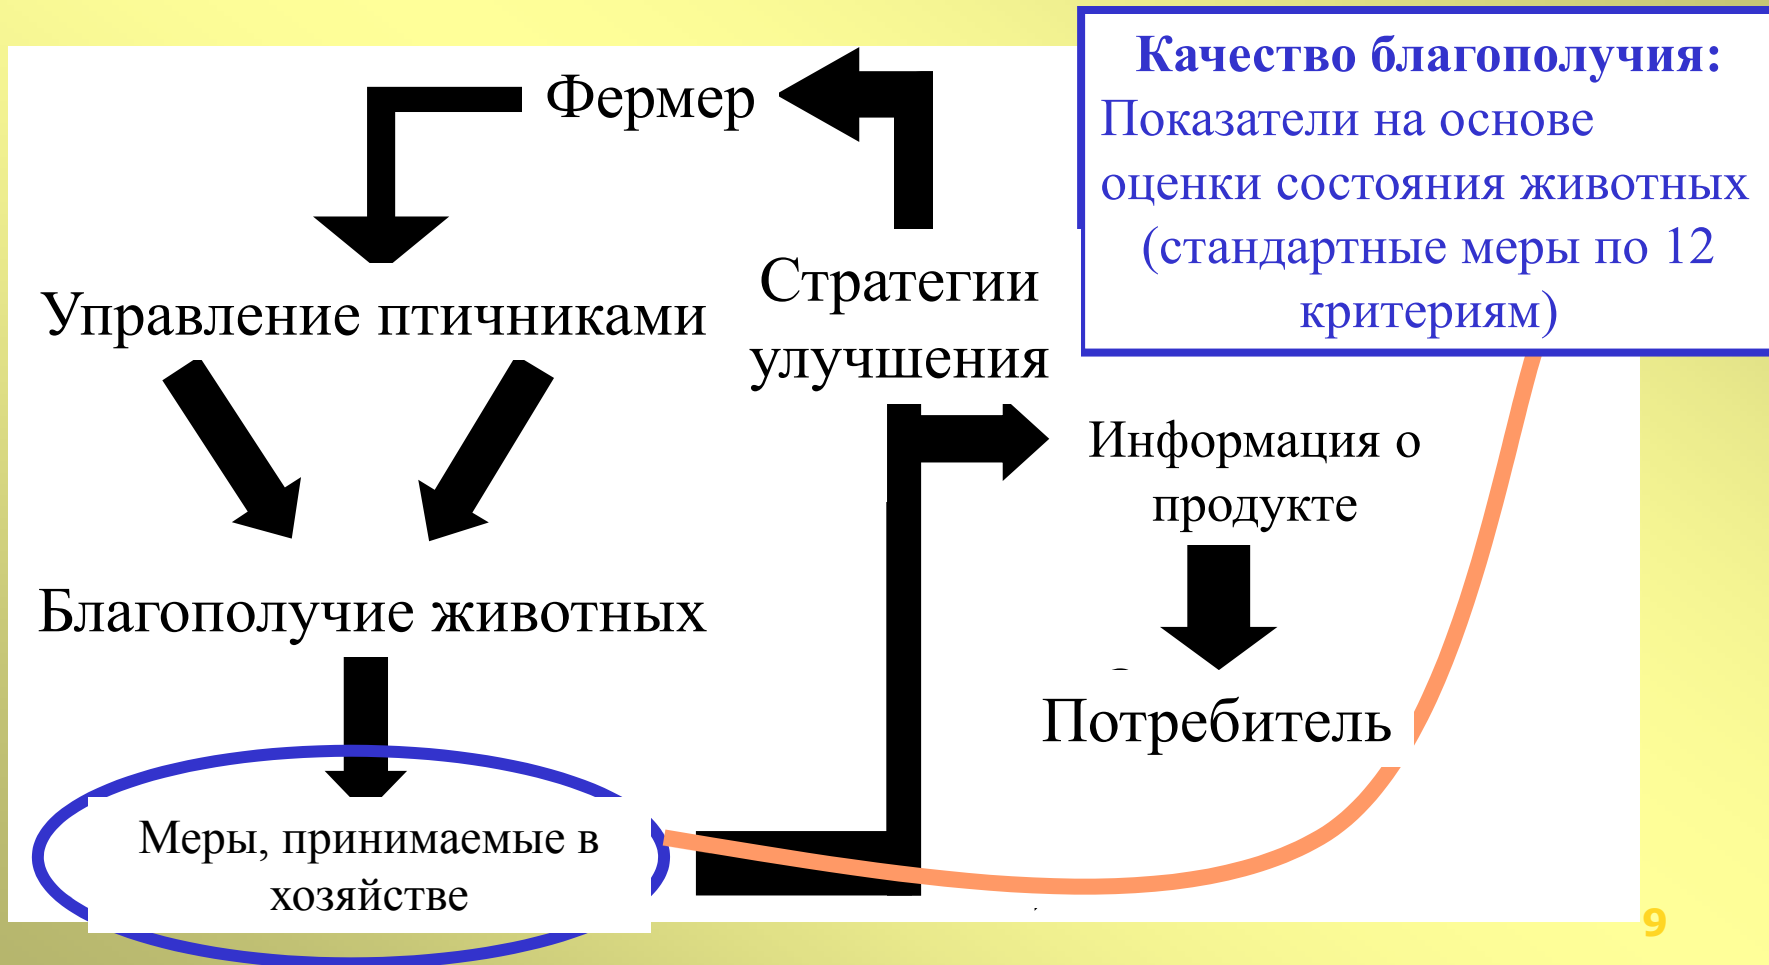 Качество благополучия:
Показатели на основе
оценки состояния животных
(стандартные меры по 12
критериям)
Фермер
Управление птичниками
Стратегии
улучшения
Информация о
продукте
Благополучие животных
Потребитель
Меры, принимаемые в
хозяйстве
9